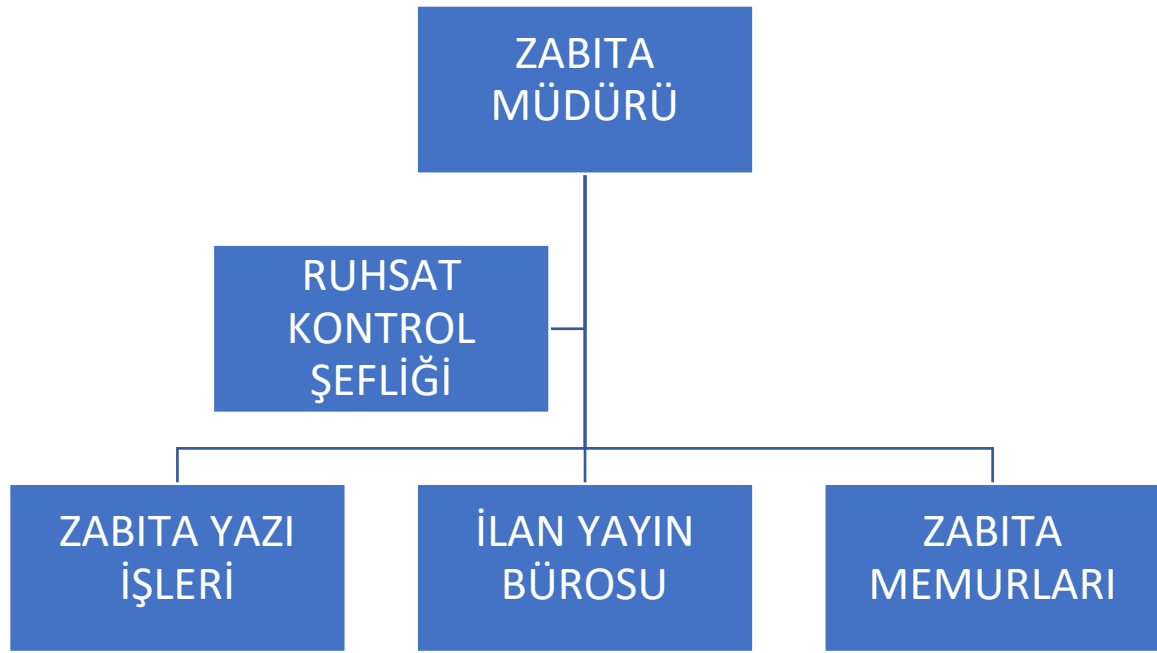 ZABITA
MÜDÜRÜ
RUHSAT
KONTROL
ŞEFLİĞİ
ZABITA YAZI
İŞLERİ
İLAN YAYIN
BÜROSU
ZABITA
MEMURLARI